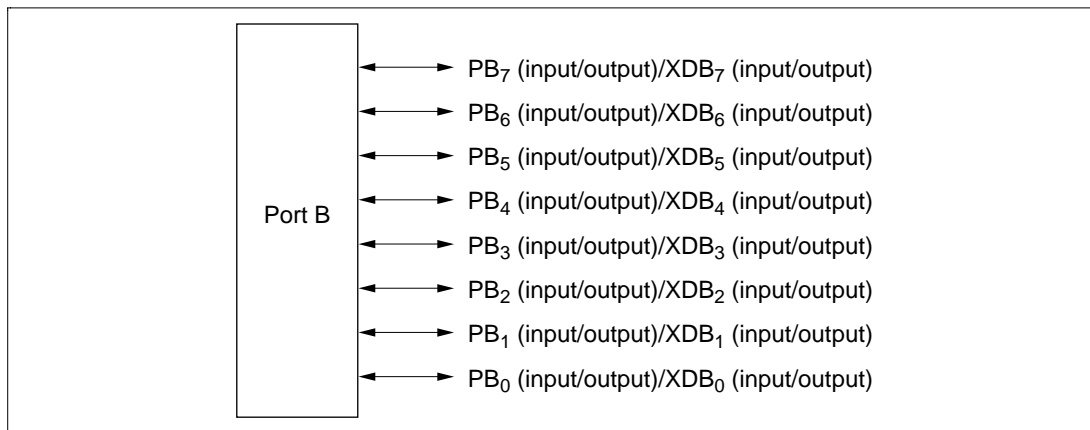 Port B
PB₇ (input/output)/XDB₇ (input/output)
PB₆ (input/output)/XDB₆ (input/output)
PB₅ (input/output)/XDB₅ (input/output)
PB₄ (input/output)/XDB₄ (input/output)
PB₃ (input/output)/XDB₃ (input/output)
PB₂ (input/output)/XDB₂ (input/output)
PB₁ (input/output)/XDB₁ (input/output)
PB₀ (input/output)/XDB₀ (input/output)